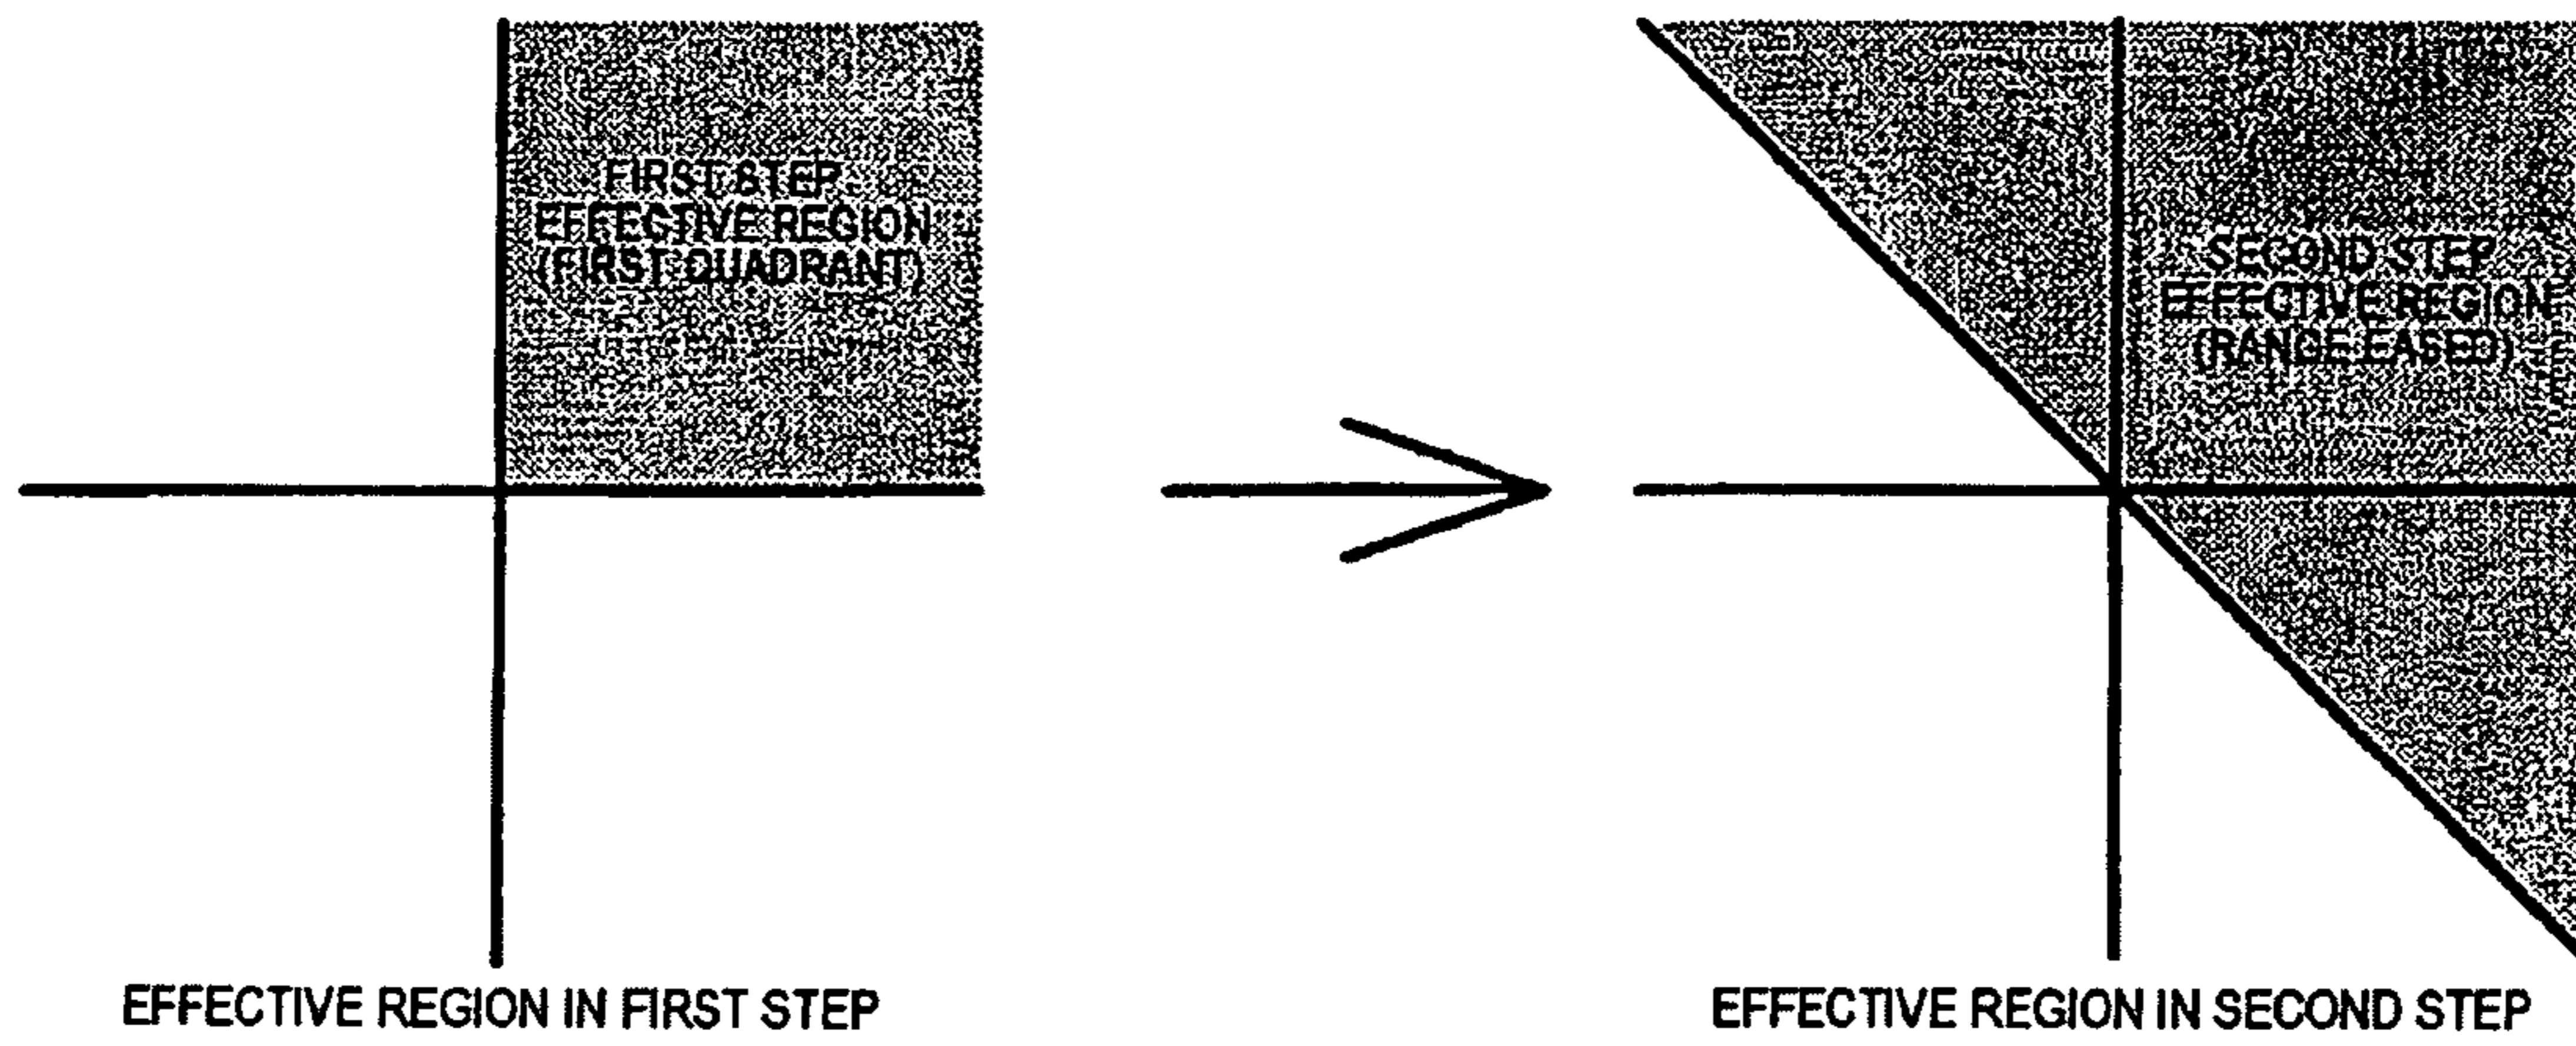 FIRST STEP
EFFECTIVE REGION
(FIRST QUADRANT)
SECOND STEP
EFFECTIVE REGION
(RANGE EASED)
EFFECTIVE REGION IN FIRST STEP
EFFECTIVE REGION IN SECOND STEP